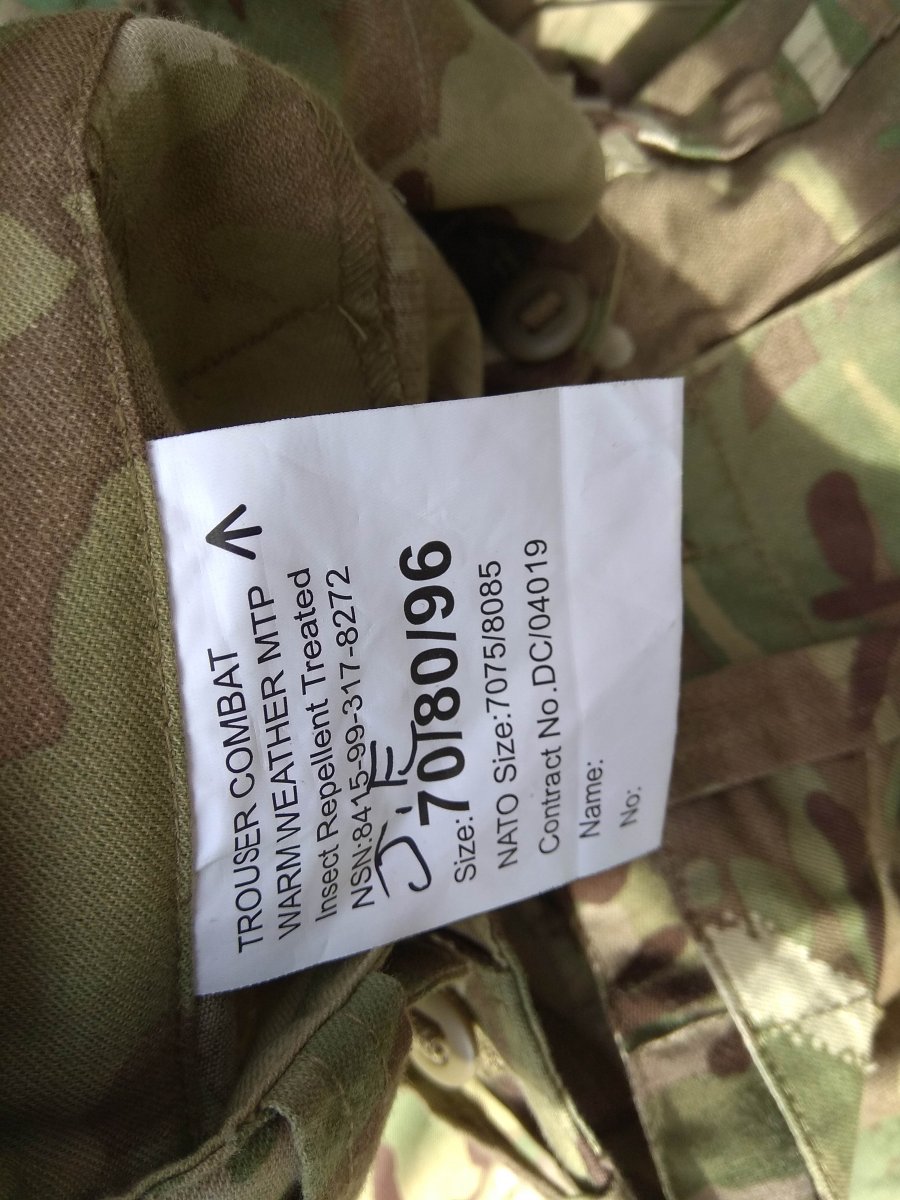 TROUSER COMBAT
WARM WEATHER MTP
Insect Repellent Treated
NSN:8415-99-317-8272
J.E
Size:70/80/96
NATO Size:7075/8085
Contract No.DC/04019
Name:
No: